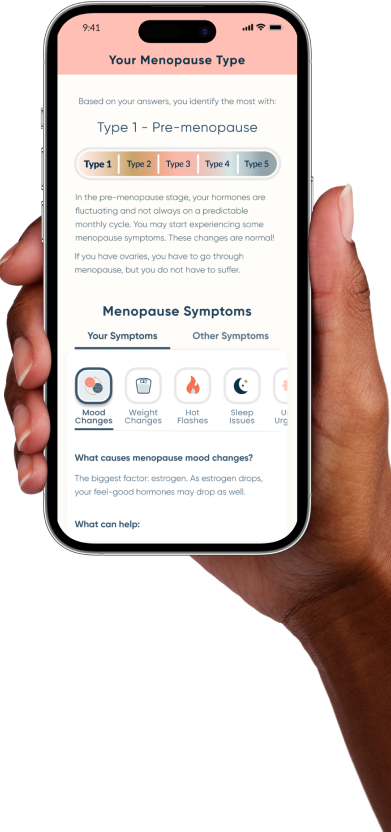 9:41
Your Menopause Type
Based on your answers, you identify the most with:
Type 1 - Pre-menopause
Type 1 Type 2 Type 3 Type 4 Type 5
In the pre-menopause stage, your hormones are
fluctuating and not always on a predictable
monthly cycle. You may start experiencing some
menopause symptoms. These changes are normal!
If you have ovaries, you have to go through
menopause, but you do not have to suffer.
Menopause Symptoms
Your Symptoms Other Symptoms
Mood Weight Hot Sleep
Changes Changes Flashes Issues
What causes menopause mood changes?
The biggest factor: estrogen. As estrogen drops,
your feel-good hormones may drop as well.
What can help: